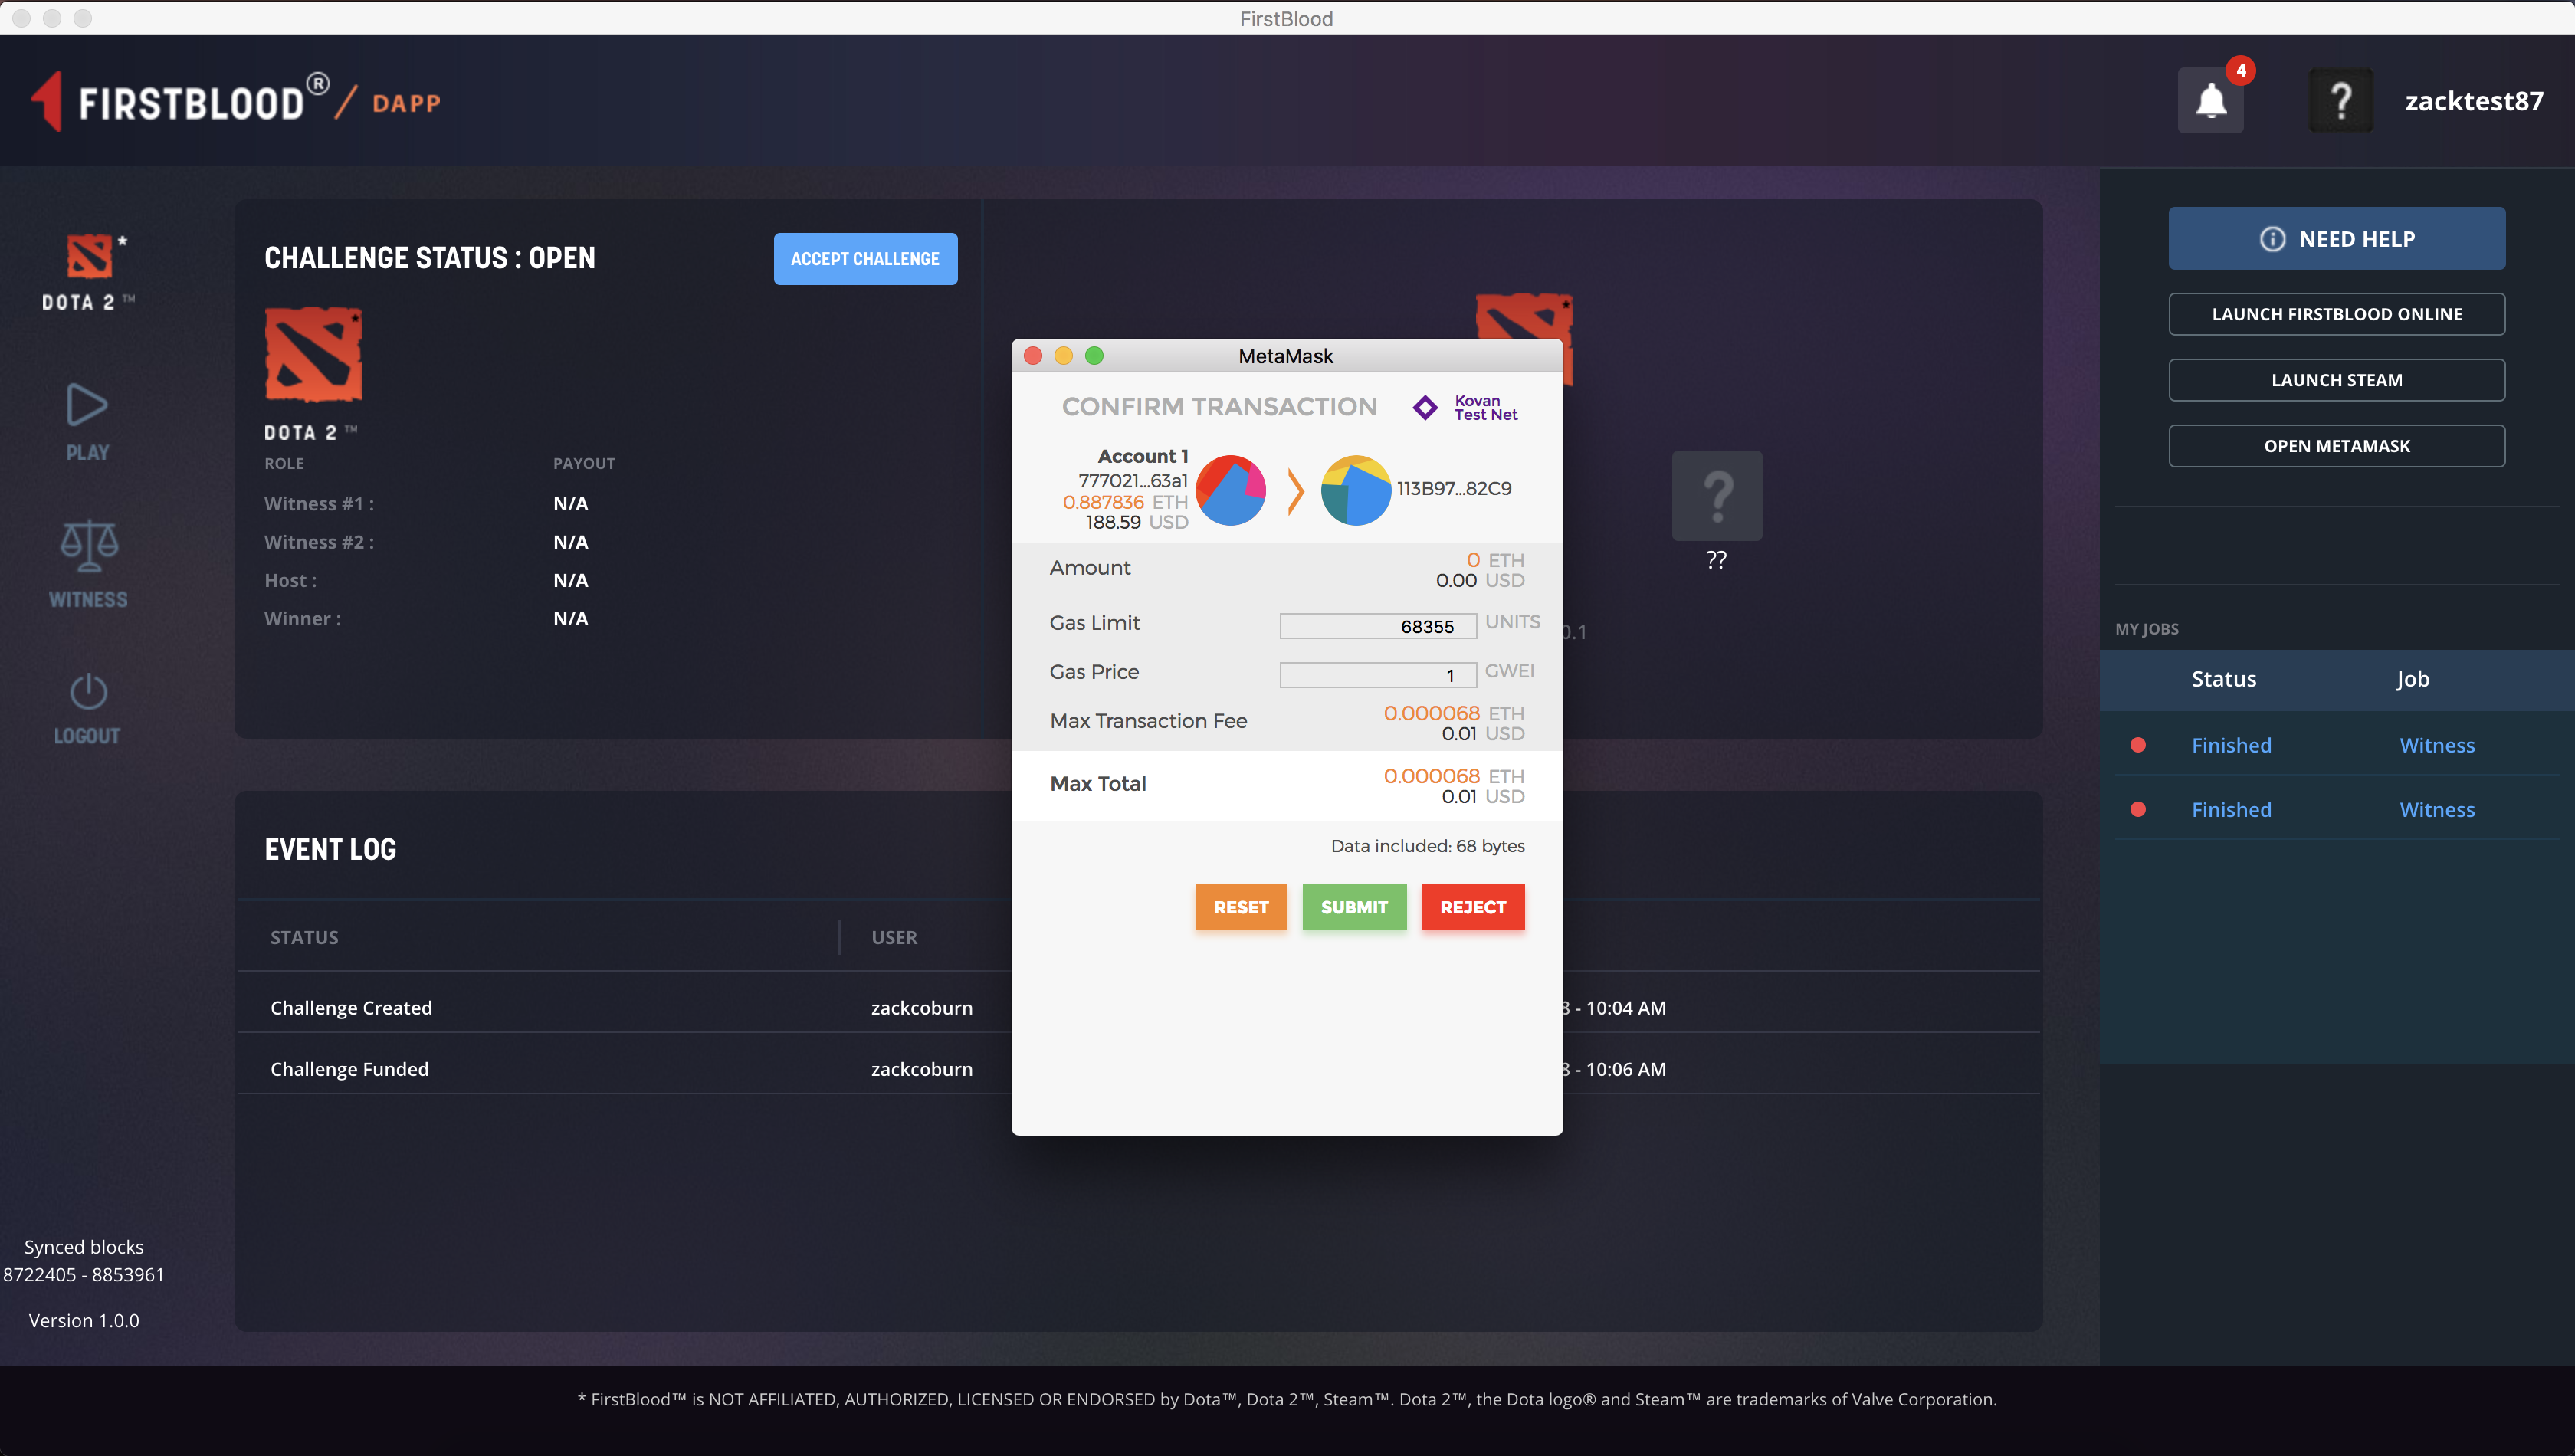 FirstBlood
FIRSTBLOOD® / DAPP
4
?
zacktest87
DOTA 2 ™
*
PLAY
WITNESS
LOGOUT
Synced blocks
8722405 - 8853961
Version 1.0.0
CHALLENGE STATUS : OPEN
ACCEPT CHALLENGE
*
DOTA 2 ™
ROLE PAYOUT
Witness #1 : N/A
Witness #2 : N/A
Host : N/A
Winner : N/A
*
?
??
0.1
MetaMask
CONFIRM TRANSACTION
Kovan
Test Net
Account 1
777021...63a1
0.887836 ETH
188.59 USD
113B97...82C9
Amount 0 ETH
0.00 USD
Gas Limit 68355 UNITS
Gas Price 1 GWEI
Max Transaction Fee 0.000068 ETH
0.01 USD
Max Total 0.000068 ETH
0.01 USD
Data included: 68 bytes
RESET SUBMIT REJECT
EVENT LOG
STATUS USER
Challenge Created zackcoburn 8 - 10:04 AM
Challenge Funded zackcoburn 8 - 10:06 AM
NEED HELP
LAUNCH FIRSTBLOOD ONLINE
LAUNCH STEAM
OPEN METAMASK
MY JOBS
Status Job
Finished Witness
Finished Witness
* FirstBlood™ is NOT AFFILIATED, AUTHORIZED, LICENSED OR ENDORSED by Dota™, Dota 2™, Steam™. Dota 2™, the Dota logo® and Steam™ are trademarks of Valve Corporation.